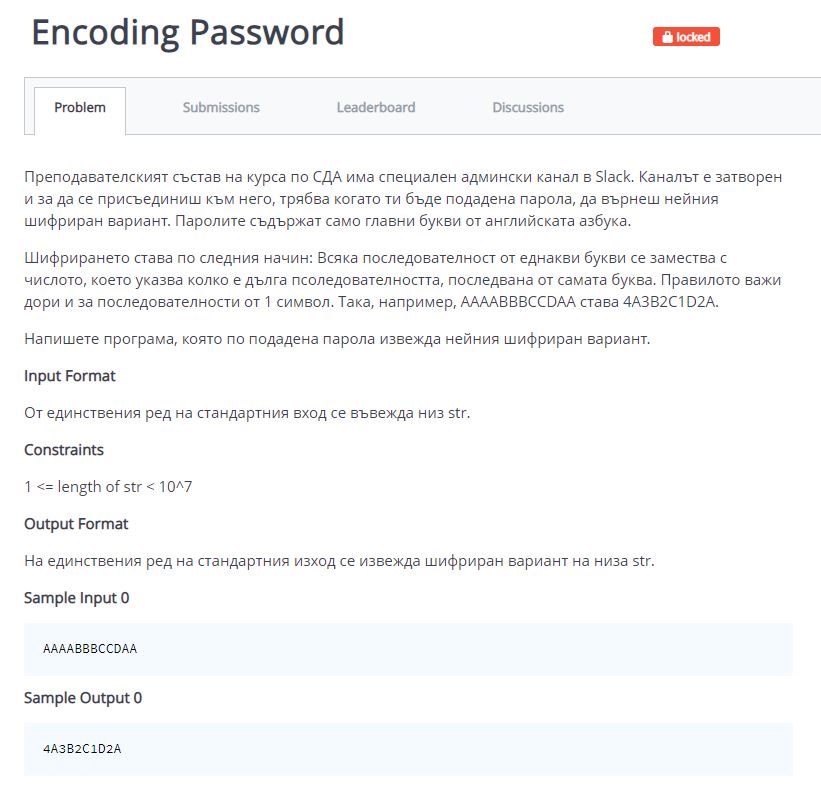 Encoding Password
locked
Problem
Submissions
Leaderboard
Discussions
Преподавателският състав на курса по СДА има специален админски канал в Slack. Каналът е затворен
и за да се присъединиш към него, трябва когато ти бъде подадена парола, да върнеш нейния
шифриран вариант. Паролите съдържат само главни букви от английската азбука.
Шифрирането става по следния начин: Всяка последователност от еднакви букви се замества с
числото, което указва колко е дълга псоледователността, последвана от самата буква. Правилото важи
дори и за последователности от 1 символ. Така, например, AAAABBBCCDAA става 4A3B2C1D2A.
Напишете програма, която по подадена парола извежда нейния шифриран вариант.
Input Format
От единствения ред на стандартния вход се въвежда низ str.
Constraints
1 <= length of str < 10^7
Output Format
На единствения ред на стандартния изход се извежда шифриран вариант на низа str.
Sample Input 0
AAAABBBCCDAA
Sample Output 0
4A3B2C1D2A